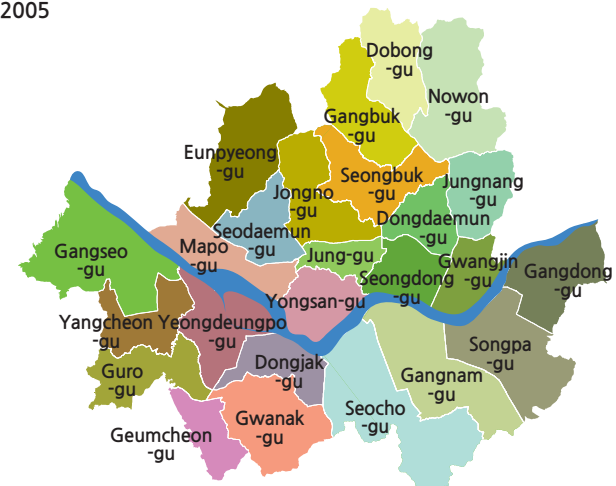 2005
Dobong
-gu
Nowon
-gu
Gangbuk
-gu
Eunpyeong
-gu
Seongbuk
-gu
Jungnang
-gu
Jongno
-gu
Dongdaemun
-gu
Seodaemun
-gu
Mapo
-gu
Gangseo
-gu
Jung-gu
Gwangjin
-gu
Seongdong
-gu
Gangdong
-gu
Yongsan-gu
Yangcheon
-gu
Yeongdeungpo
-gu
Songpa
-gu
Dongjak
-gu
Guro
-gu
Gangnam
-gu
Seocho
-gu
Gwanak
-gu
Geumcheon
-gu